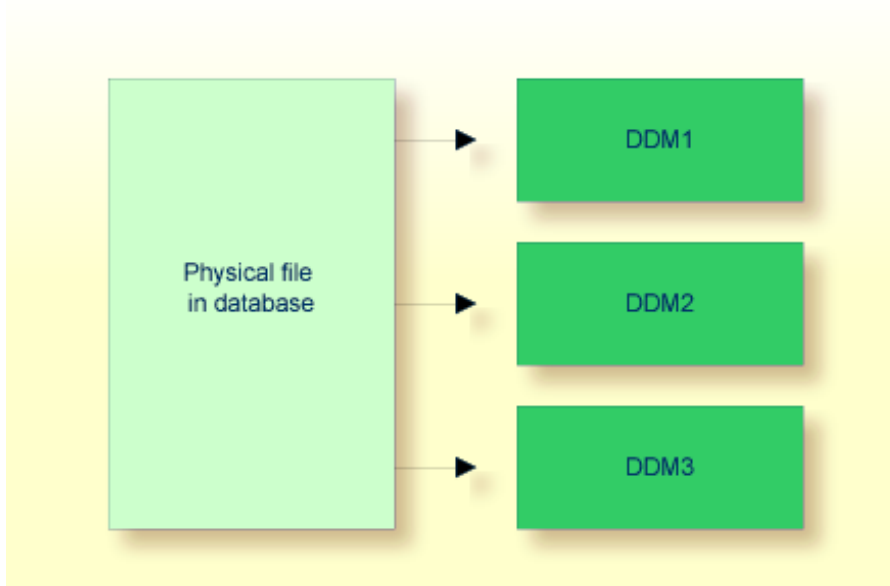 DDM1
Physical file
in database
DDM2
DDM3